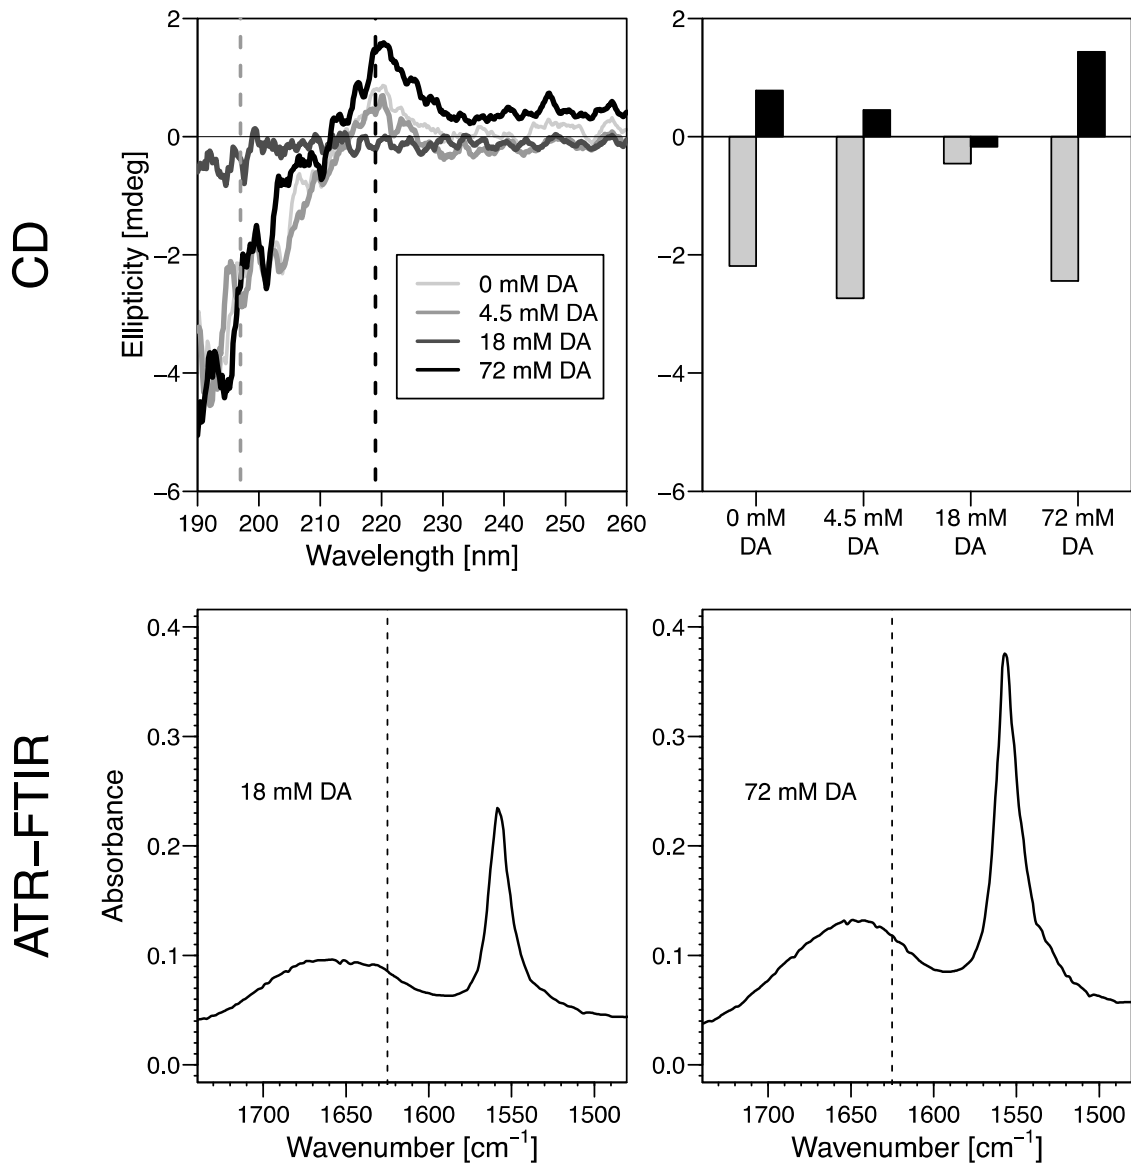 CD
Ellipticity [mdeg]
2
0
−2
−4
−6
190 200 210 220 230 240 250 260
Wavelength [nm]
0 mM DA
4.5 mM DA
18 mM DA
72 mM DA
2
0
−2
−4
−6
0 mM DA
4.5 mM DA
18 mM DA
72 mM DA
ATR−FTIR
Absorbance
0.4
0.3
0.2
0.1
0.0
18 mM DA
1700 1650 1600 1550 1500
Wavenumber [cm⁻¹]
0.4
0.3
0.2
0.1
0.0
72 mM DA
1700 1650 1600 1550 1500
Wavenumber [cm⁻¹]